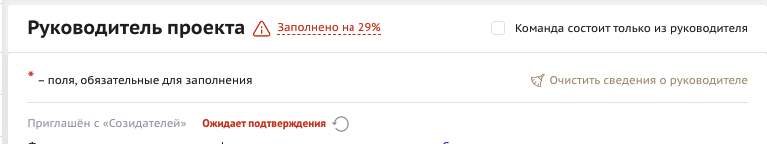 Руководитель проекта Заполнено на 29% Команда состоит только из руководителя
* – поля, обязательные для заполнения Очистить сведения о руководителе
Приглашён с «Созидателей» Ожидает подтверждения